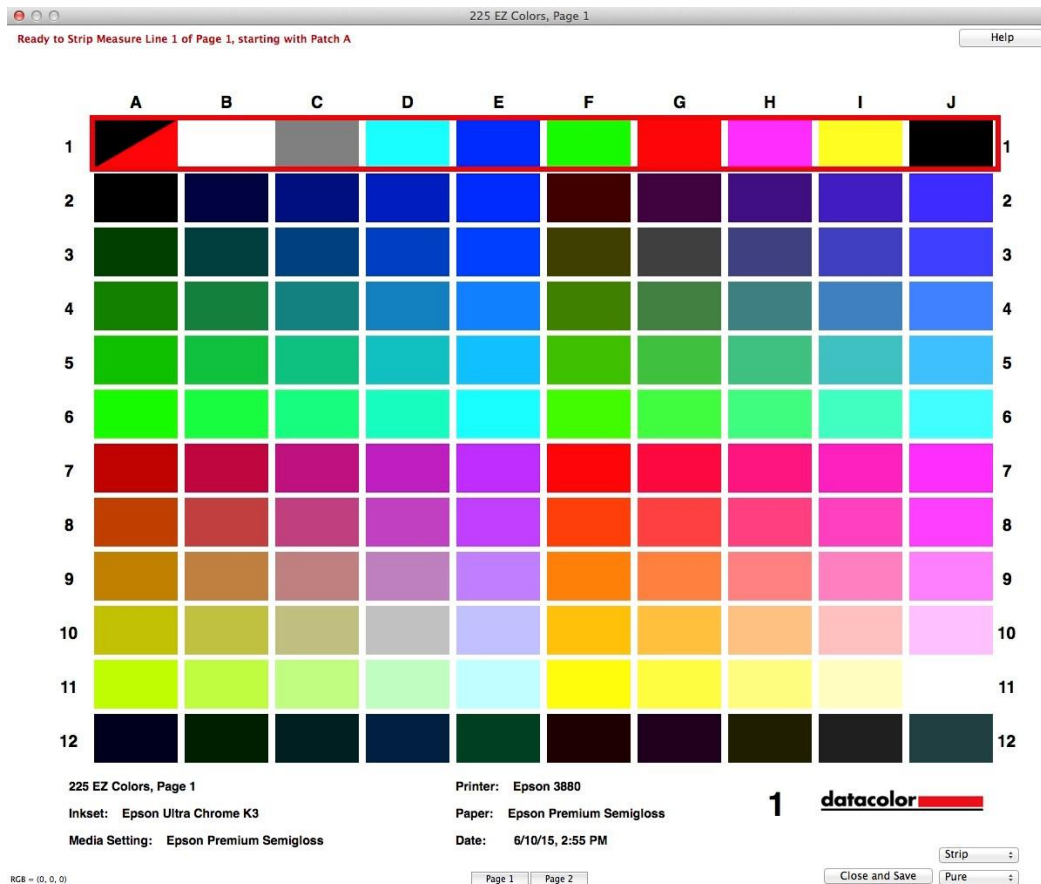 225 EZ Colors, Page 1
Ready to Strip Measure Line 1 of Page 1, starting with Patch A
Help
A B C D E F G H I J
1 1
2 2
3 3
4 4
5 5
6 6
7 7
8 8
9 9
10 10
11 11
12 12
225 EZ Colors, Page 1 Printer: Epson 3880
Inkset: Epson Ultra Chrome K3 Paper: Epson Premium Semigloss 1 datacolor
Media Setting: Epson Premium Semigloss Date: 6/10/15, 2:55 PM
Strip
RGB = (0, 0, 0) Page 1 Page 2 Close and Save Pure